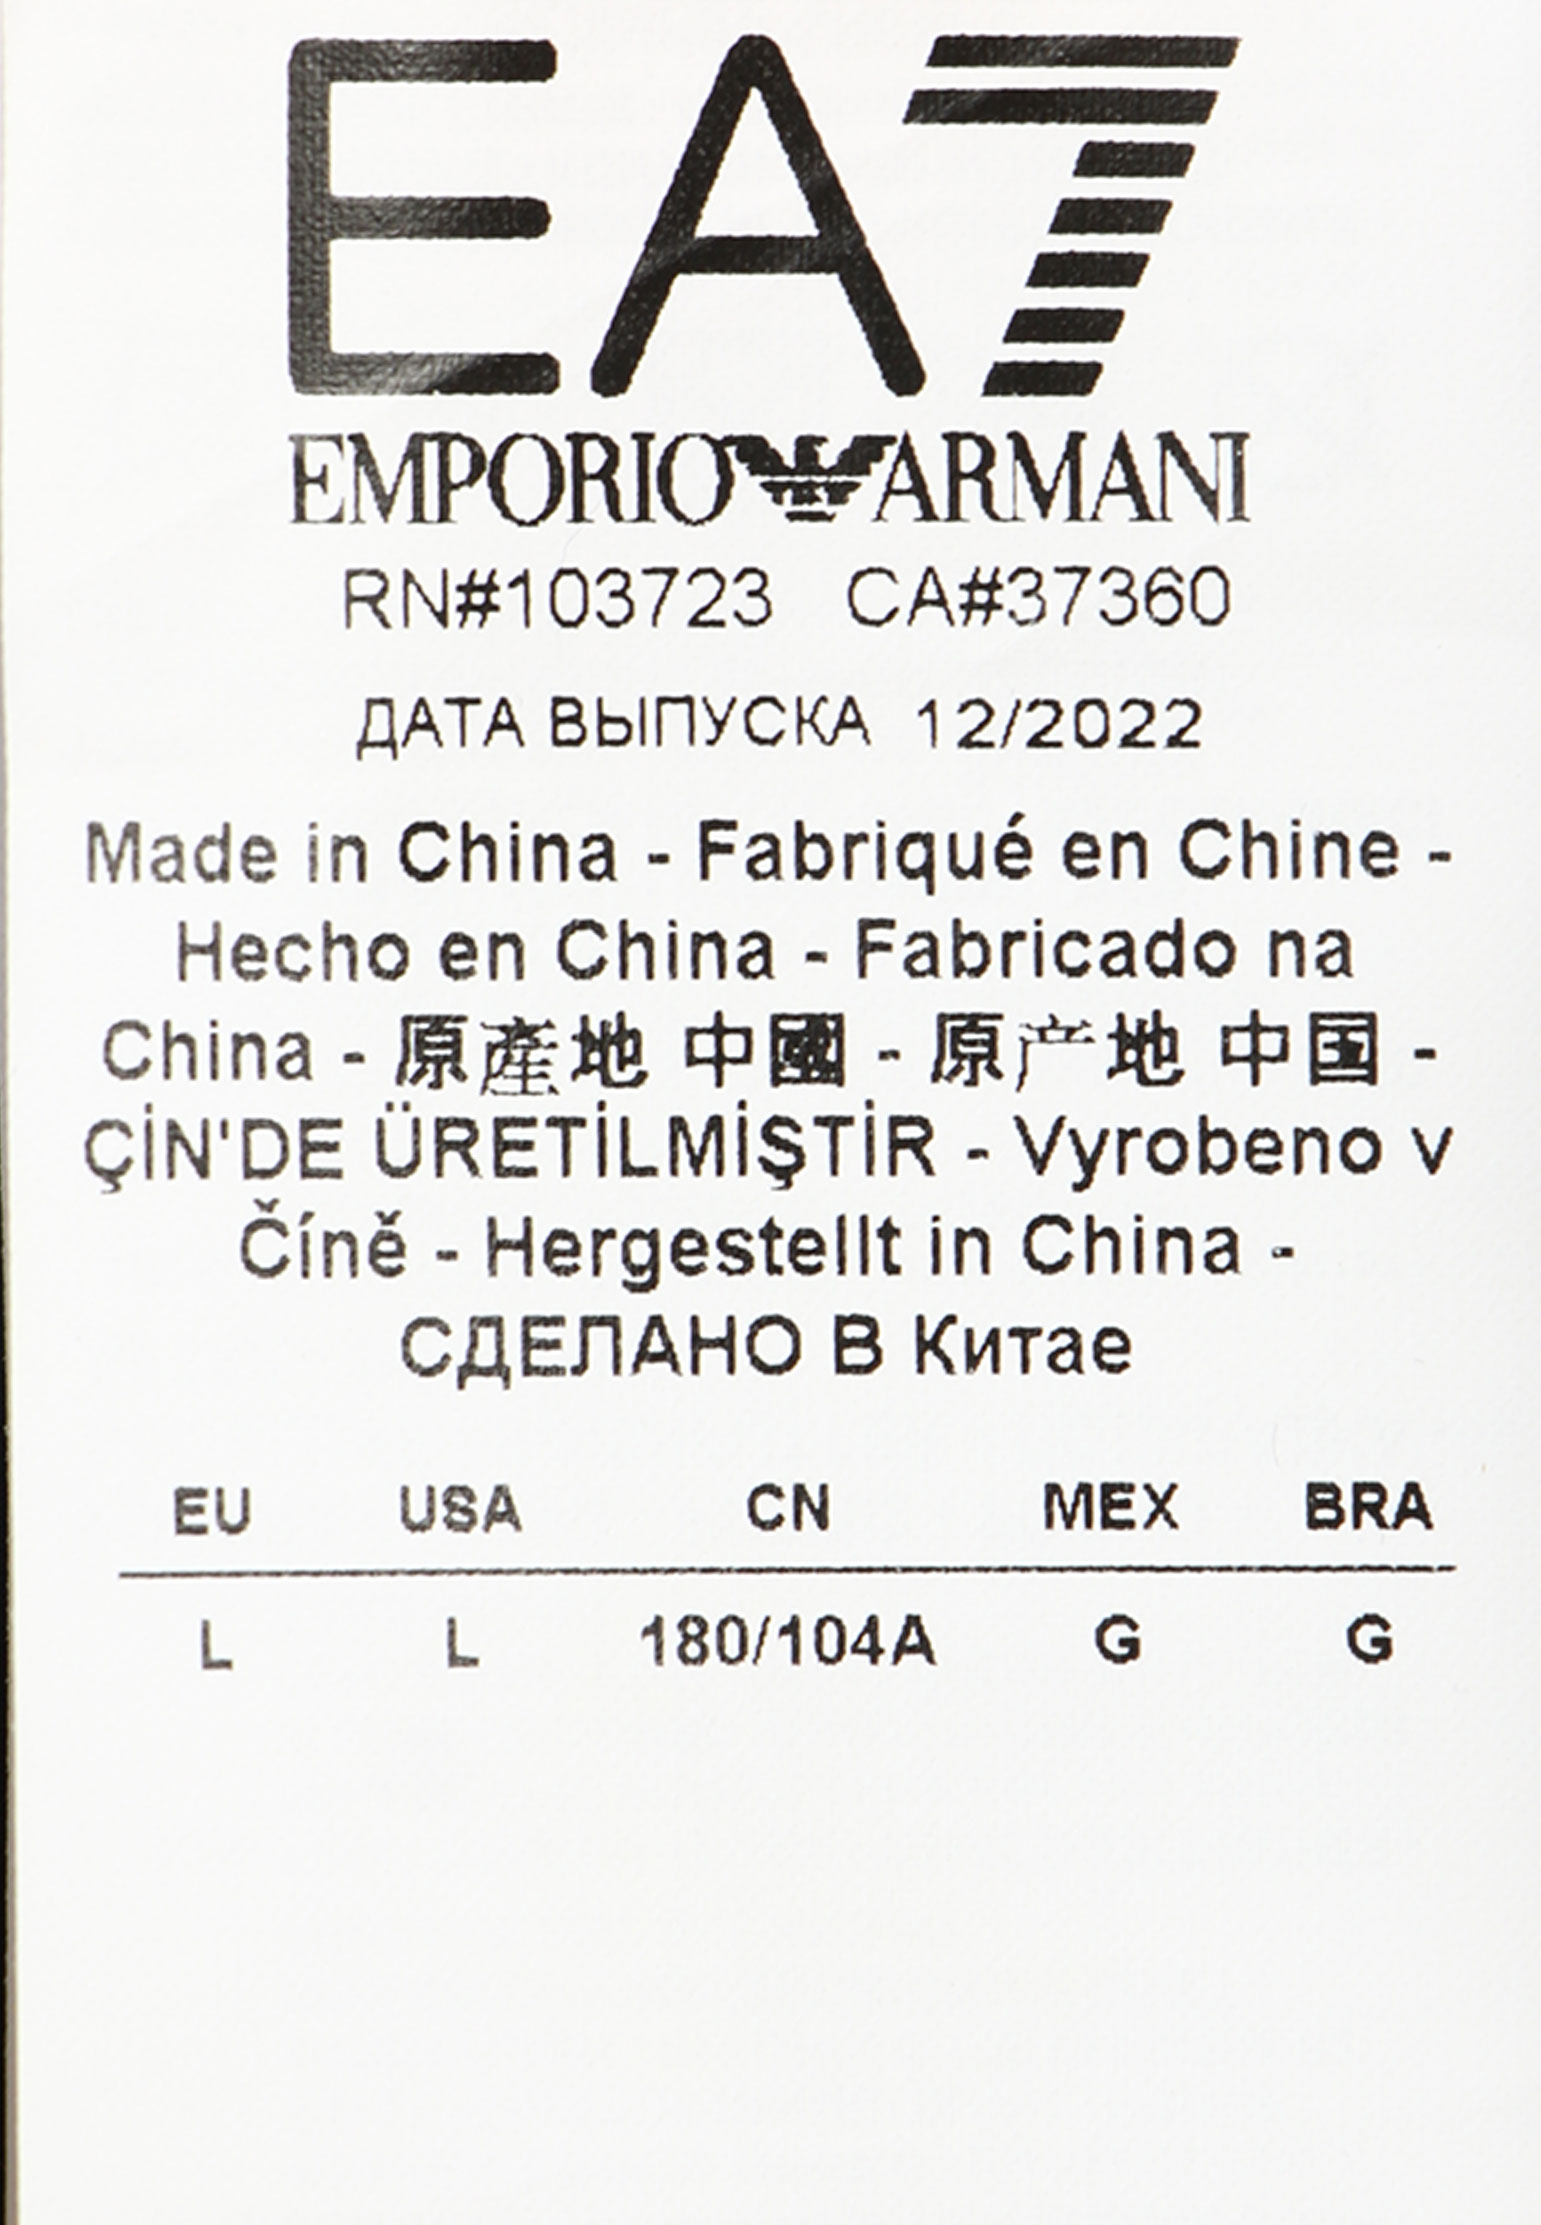 EA7
EMPORIO ARMANI
RN#103723 CA#37360
ДАТА ВЫПУСКА 12/2022
Made in China - Fabriqué en Chine -
Hecho en China - Fabricado na
China - 原產地 中國 - 原产地 中国 -
ÇİN'DE ÜRETİLMİŞTİR - Vyrobeno v
Číně - Hergestellt in China -
СДЕЛАНО В Китае
EU USA CN MEX BRA
L L 180/104A G G